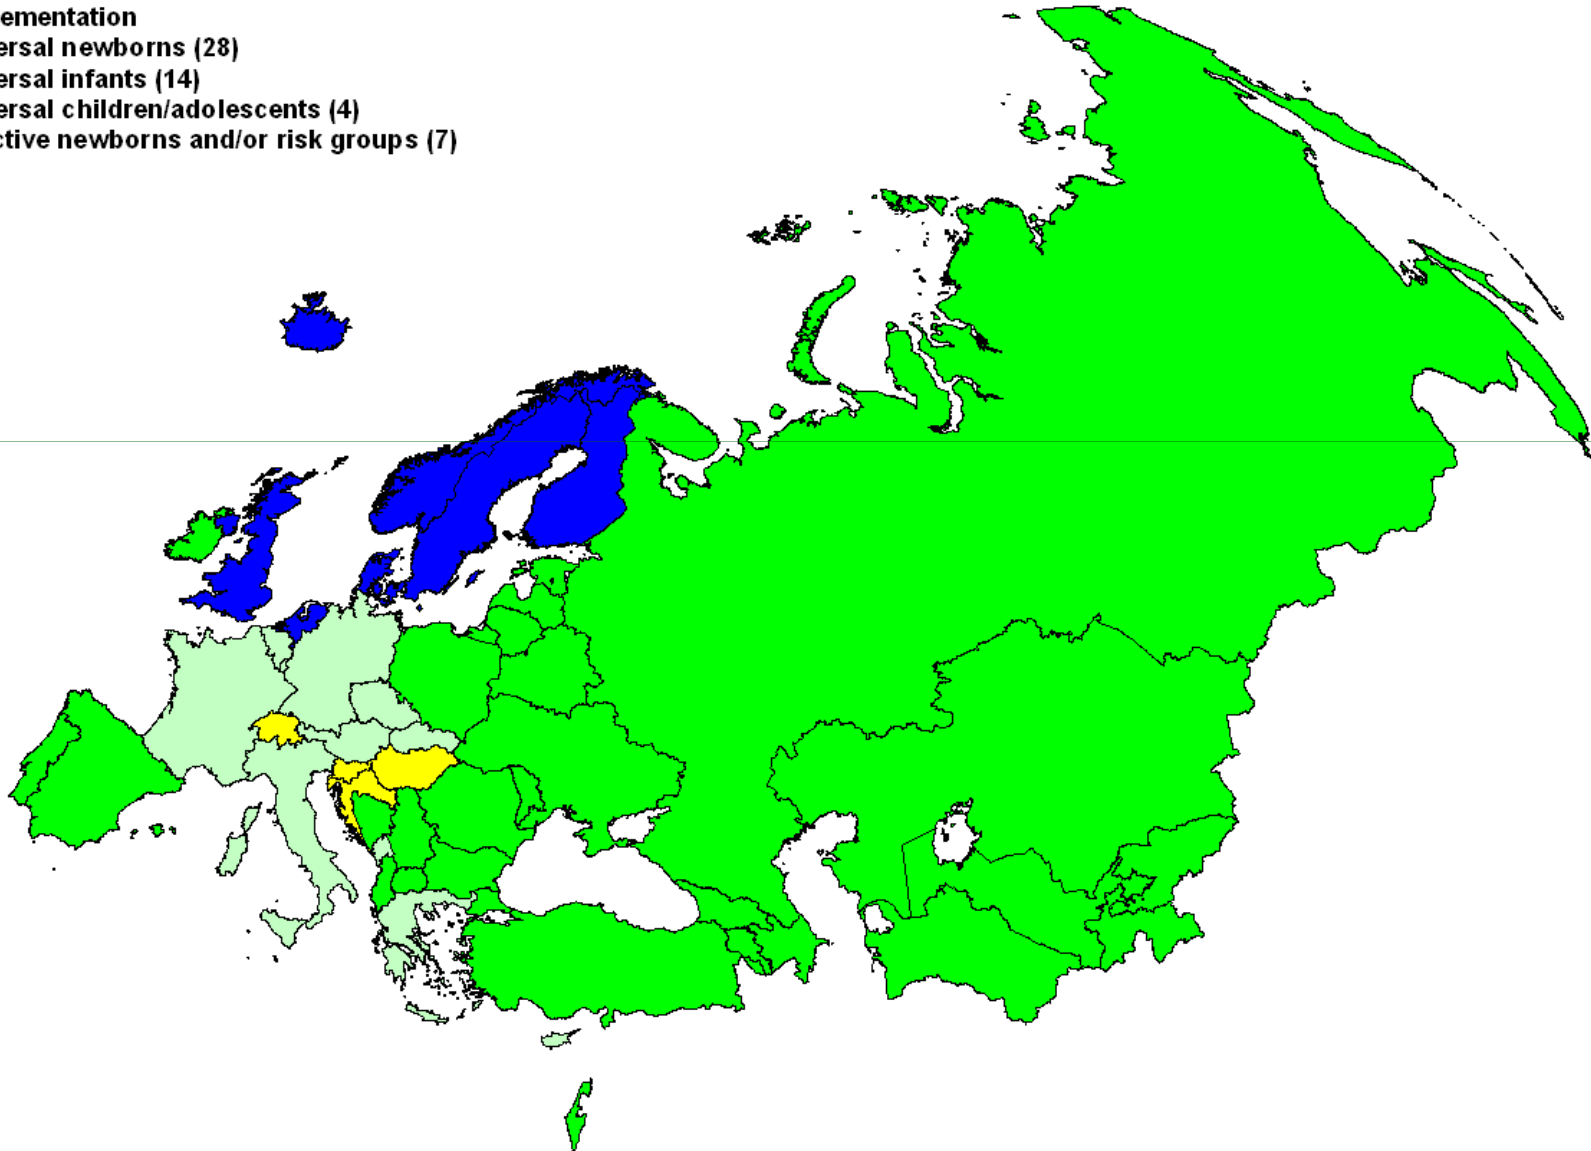 ementation
ersal newborns (28)
ersal infants (14)
ersal children/adolescents (4)
ctive newborns and/or risk groups (7)